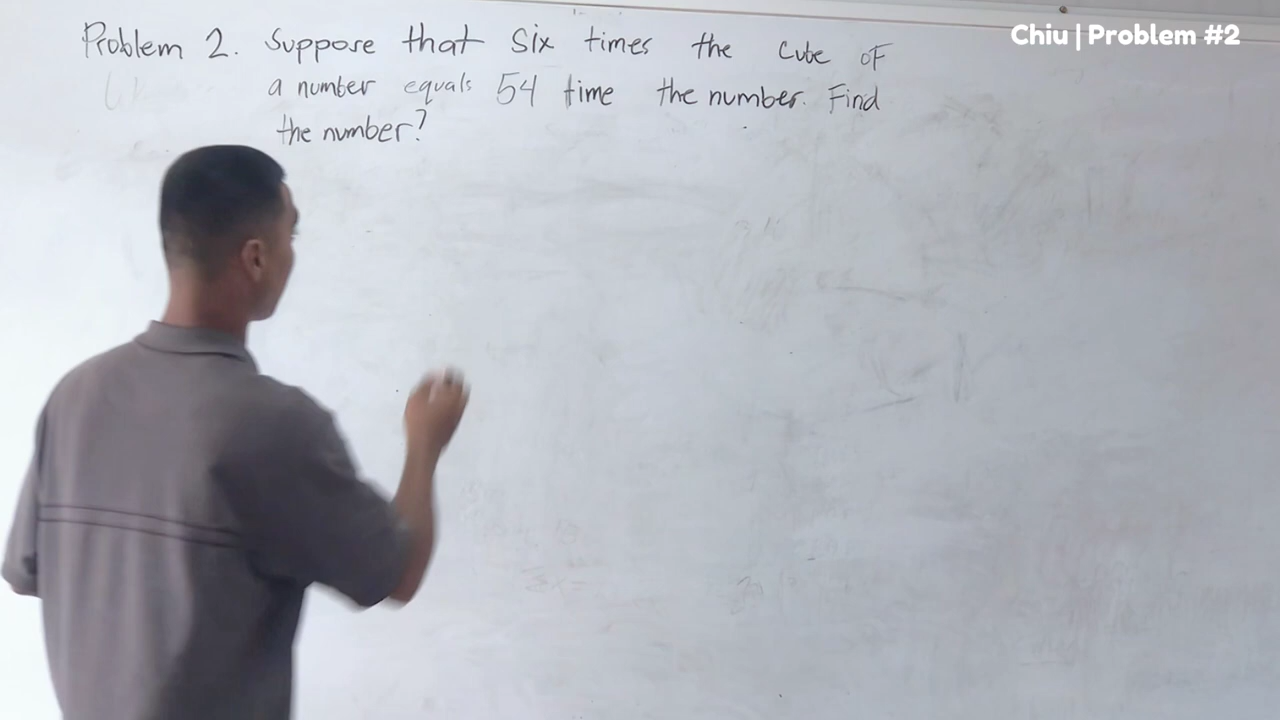 Chiu | Problem #2
Problem 2. Suppose that six times the cube of
a number equals 54 time the number. Find
the number?